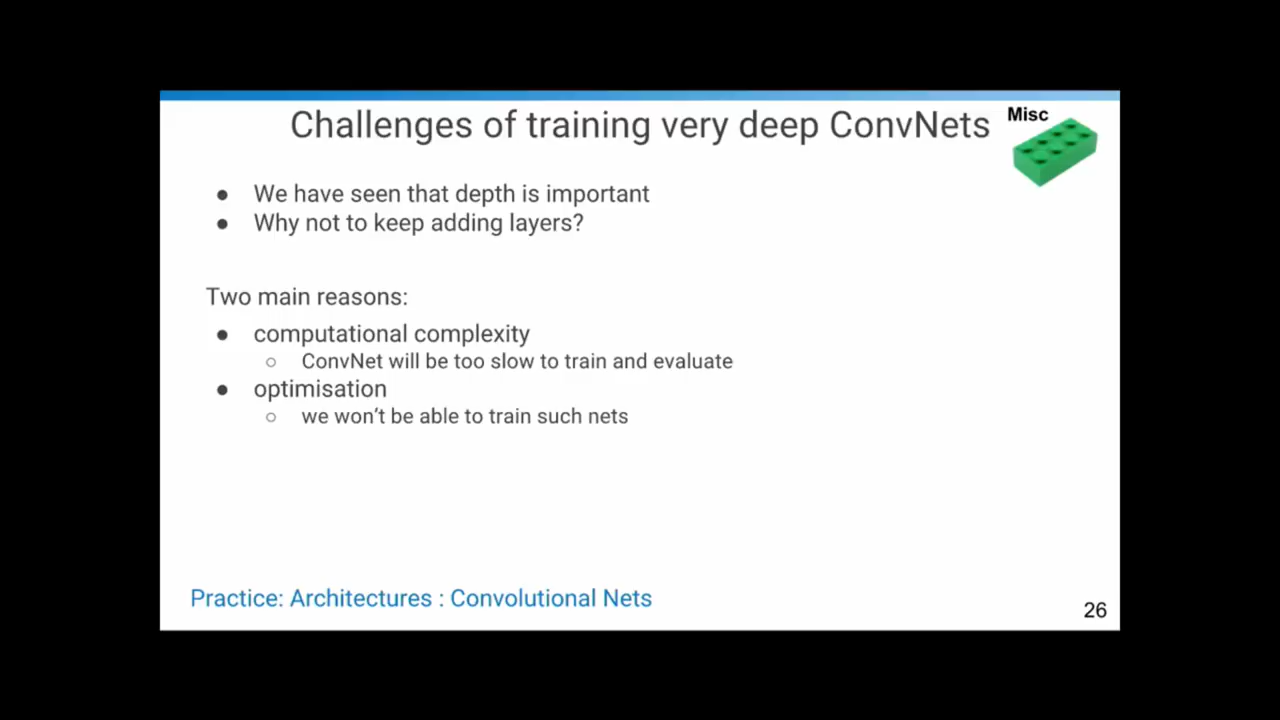 Challenges of training very deep ConvNets
Misc
● We have seen that depth is important
● Why not to keep adding layers?
Two main reasons:
● computational complexity
○ ConvNet will be too slow to train and evaluate
● optimisation
○ we won't be able to train such nets
Practice: Architectures : Convolutional Nets
26